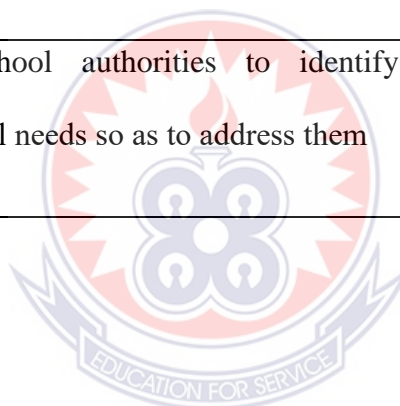 hool authorities to identify
l needs so as to address them
EDUCATION FOR SERVICE